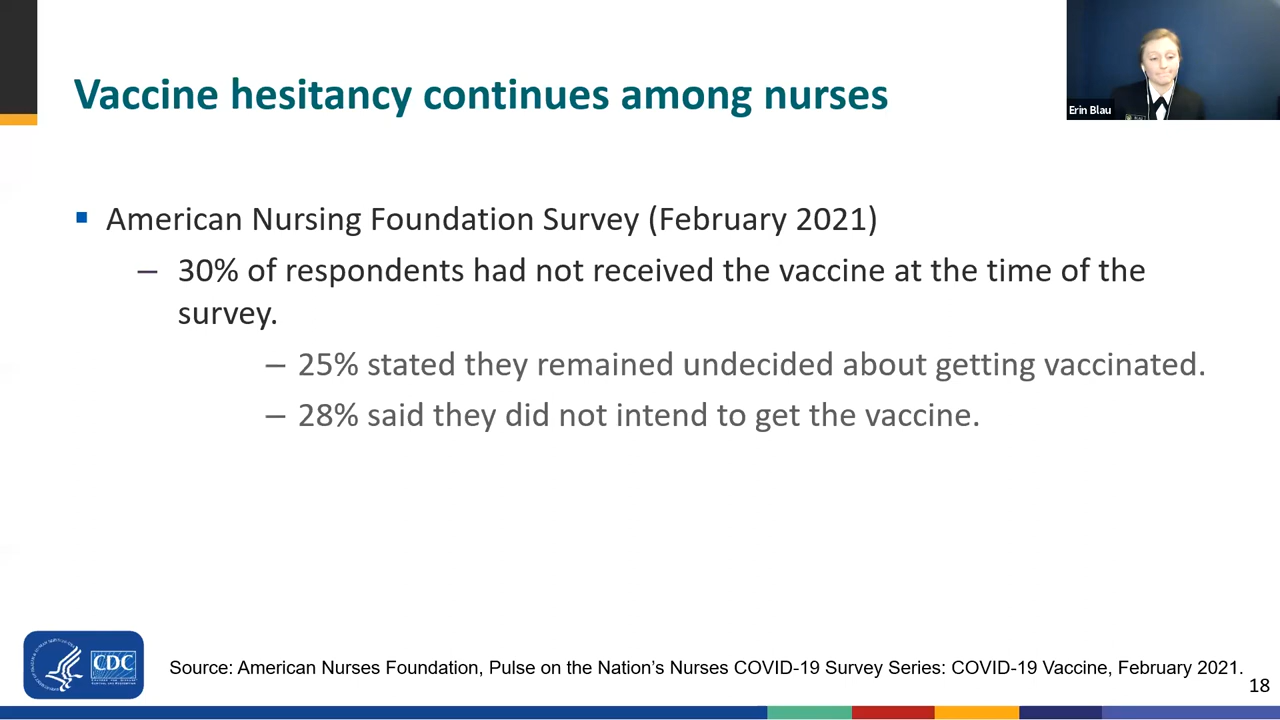 Vaccine hesitancy continues among nurses
Erin Blau
▪ American Nursing Foundation Survey (February 2021)
– 30% of respondents had not received the vaccine at the time of the
survey.
– 25% stated they remained undecided about getting vaccinated.
– 28% said they did not intend to get the vaccine.
CDC
Source: American Nurses Foundation, Pulse on the Nation’s Nurses COVID-19 Survey Series: COVID-19 Vaccine, February 2021.
18